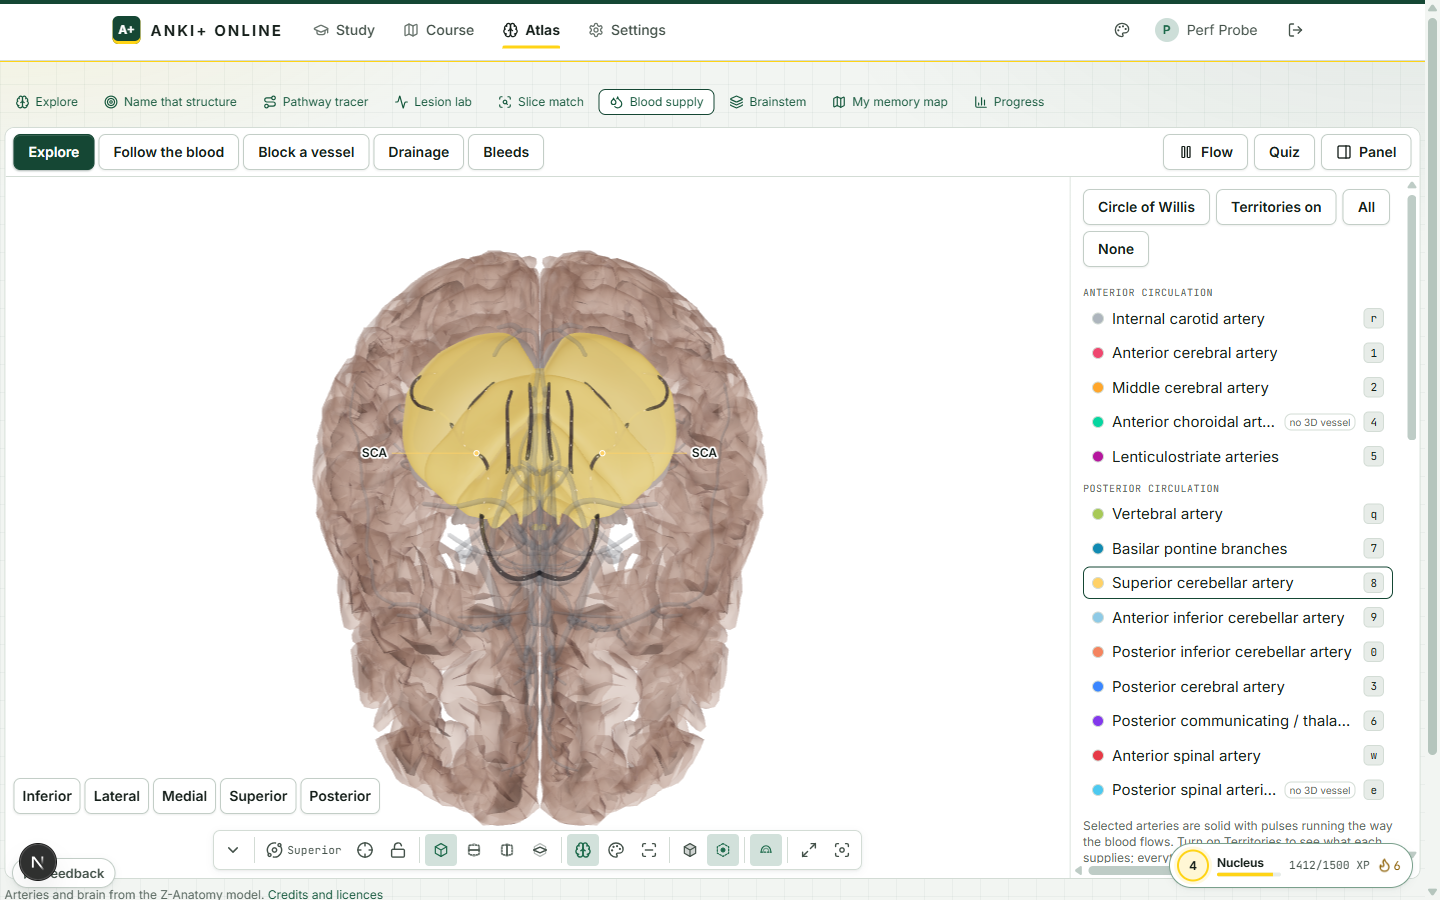 A+ ANKI+ ONLINE Study Course Atlas Settings P Perf Probe
Explore Name that structure Pathway tracer Lesion lab Slice match Blood supply Brainstem My memory map Progress
Explore Follow the blood Block a vessel Drainage Bleeds Flow Quiz Panel
Circle of Willis Territories on All
None
ANTERIOR CIRCULATION
Internal carotid artery r
Anterior cerebral artery 1
Middle cerebral artery 2
Anterior choroidal art... no 3D vessel 4
Lenticulostriate arteries 5
POSTERIOR CIRCULATION
Vertebral artery q
Basilar pontine branches 7
Superior cerebellar artery 8
Anterior inferior cerebellar artery 9
Posterior inferior cerebellar artery 0
Posterior cerebral artery 3
Posterior communicating / thala... 6
Anterior spinal artery w
Posterior spinal arteri... no 3D vessel e
Selected arteries are solid with pulses running the way
the blood flows. Turn on Territories to see what each
supplies;
SCA SCA
Inferior Lateral Medial Superior Posterior
Superior
N
4 Nucleus 1412/1500 XP 6
Arteries and brain from the Z-Anatomy model. Credits and licences